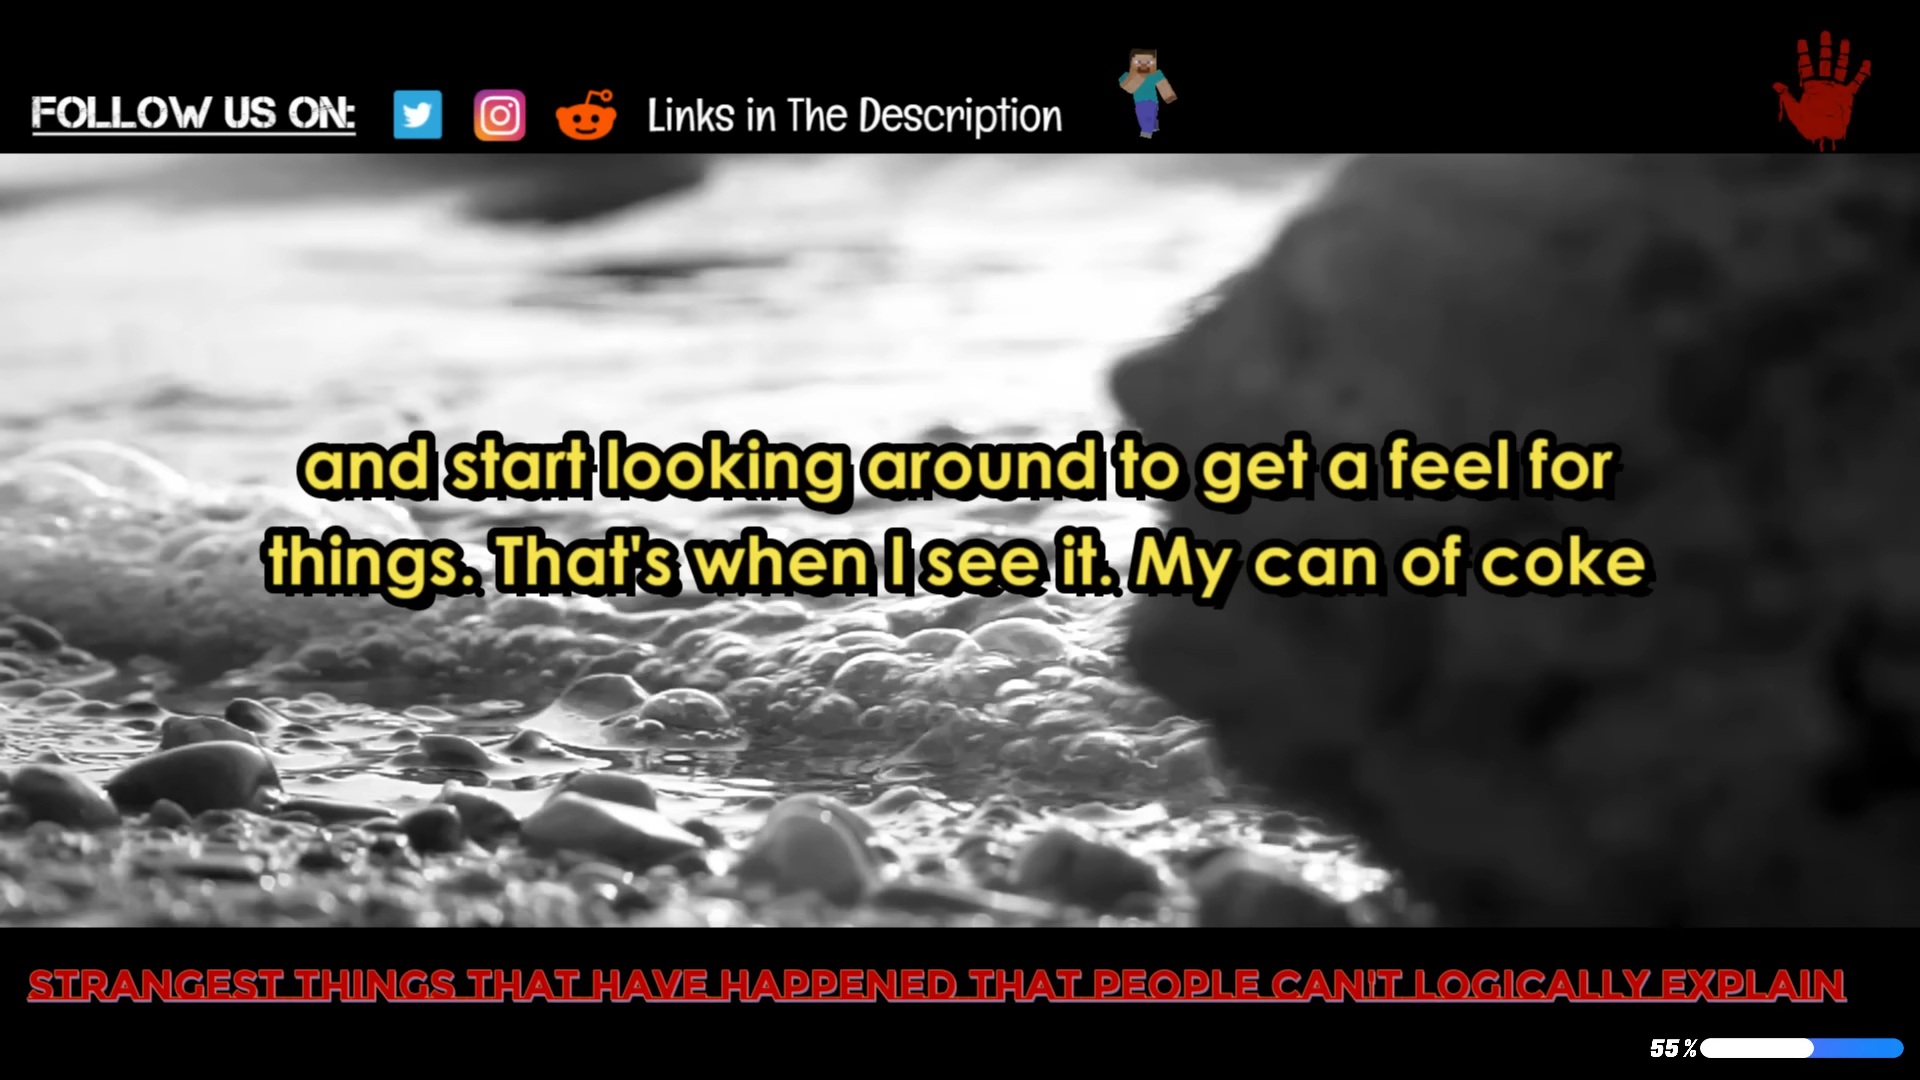 FOLLOW US ON: Links in The Description
and start looking around to get a feel for
things. That's when I see it. My can of coke
STRANGEST THINGS THAT HAVE HAPPENED THAT PEOPLE CAN'T LOGICALLY EXPLAIN
55%